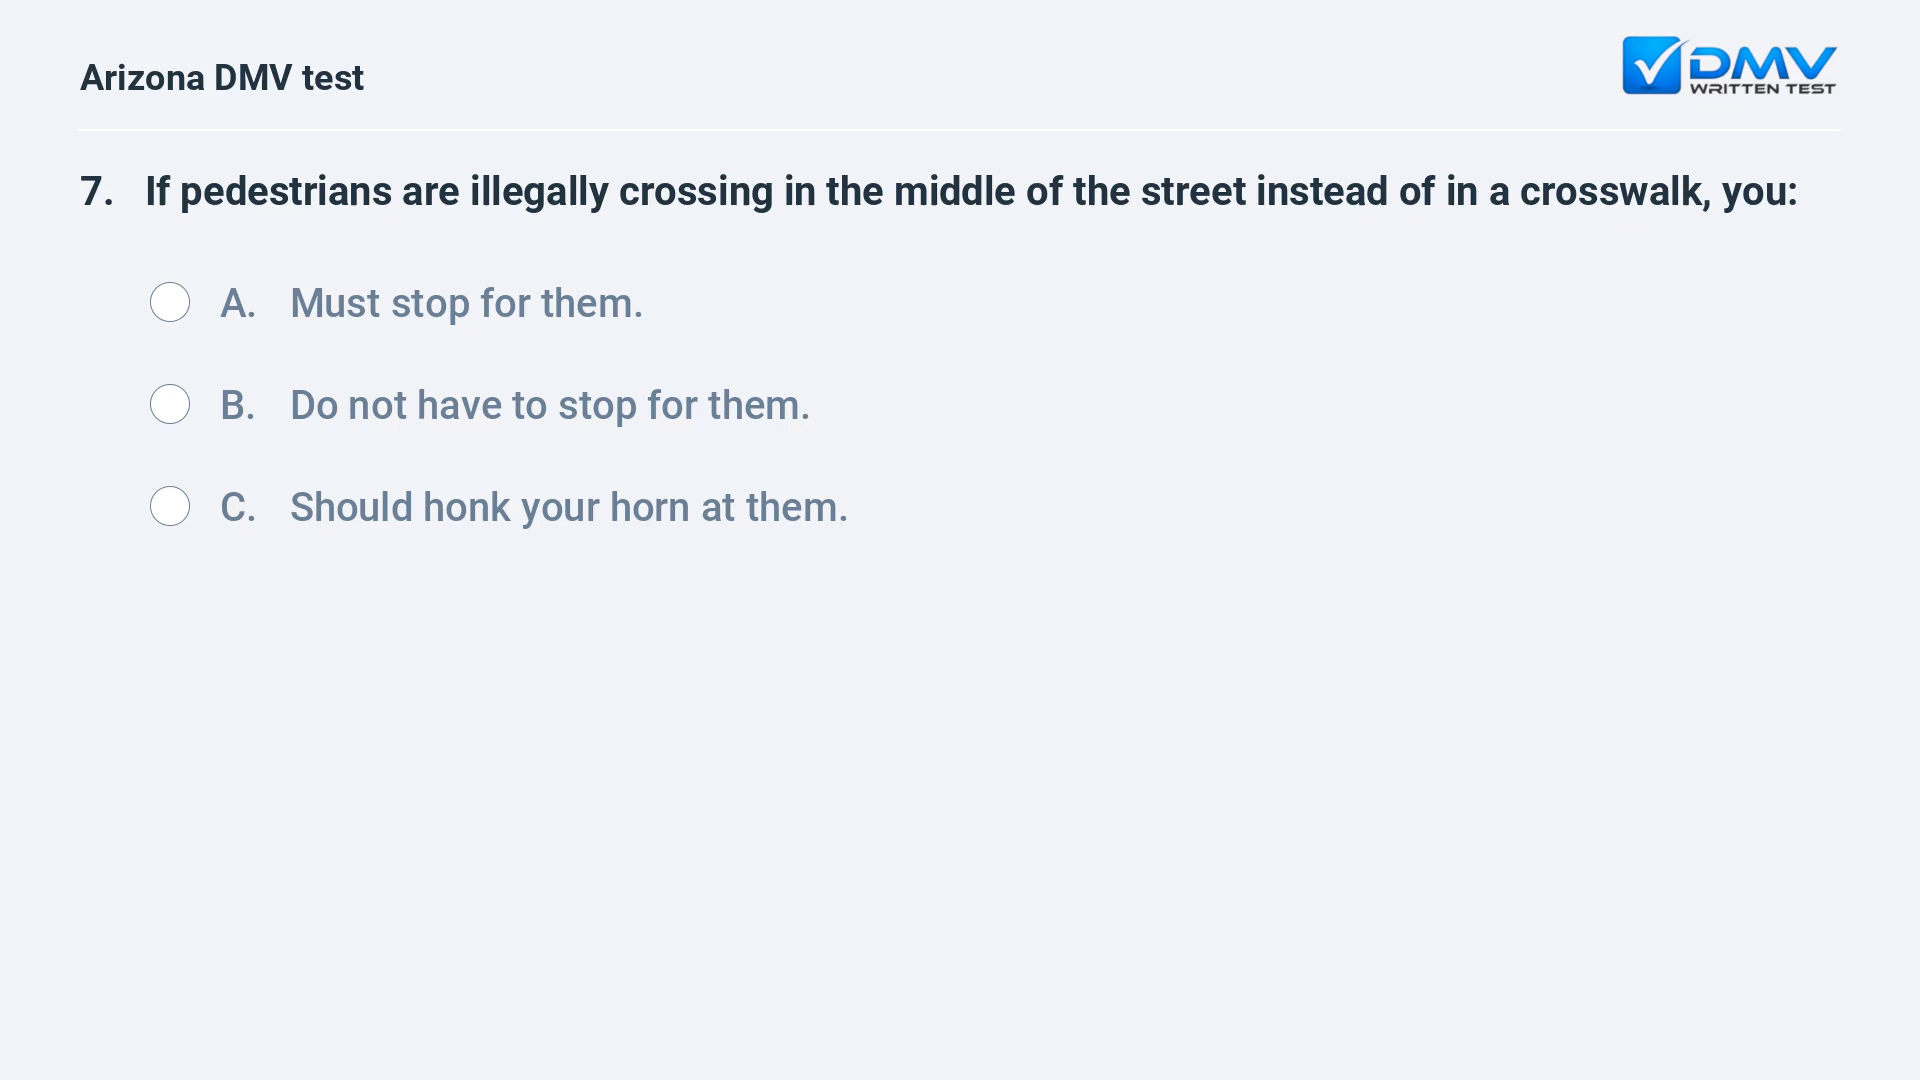 Arizona DMV test
DMV
WRITTEN TEST
7. If pedestrians are illegally crossing in the middle of the street instead of in a crosswalk, you:
A. Must stop for them.
B. Do not have to stop for them.
C. Should honk your horn at them.